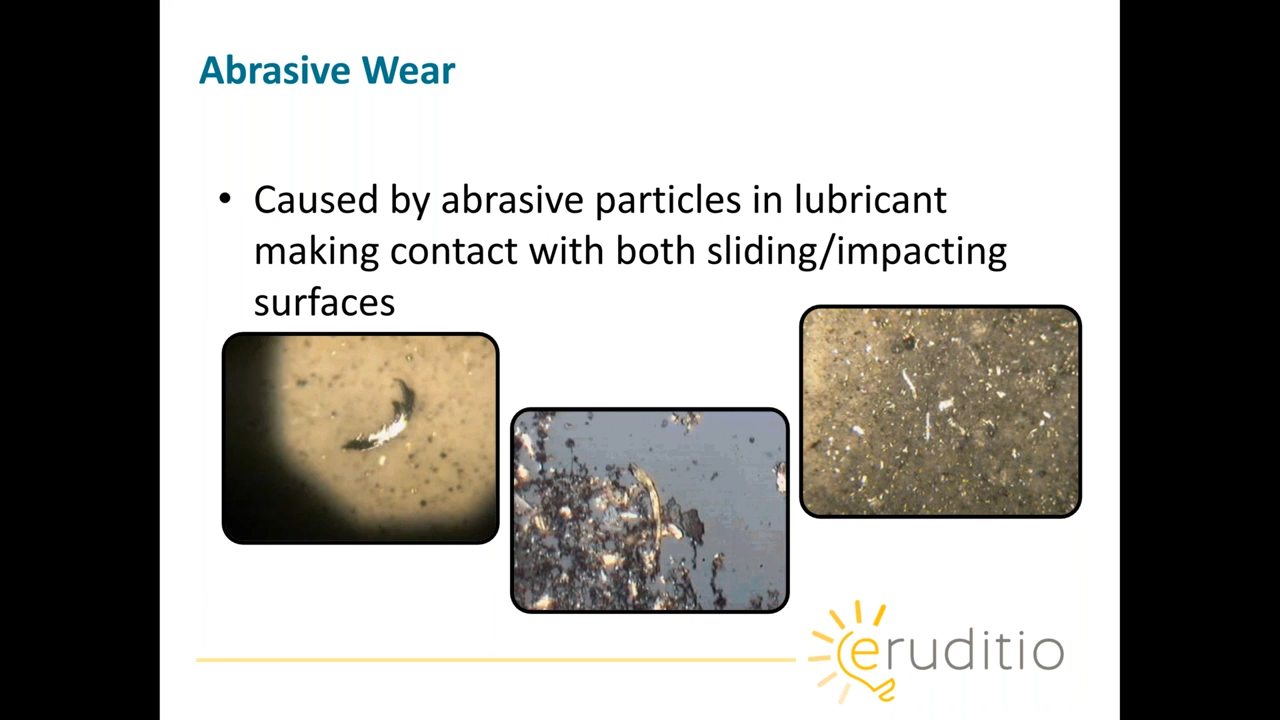 Abrasive Wear
• Caused by abrasive particles in lubricant
making contact with both sliding/impacting
surfaces
eruditio